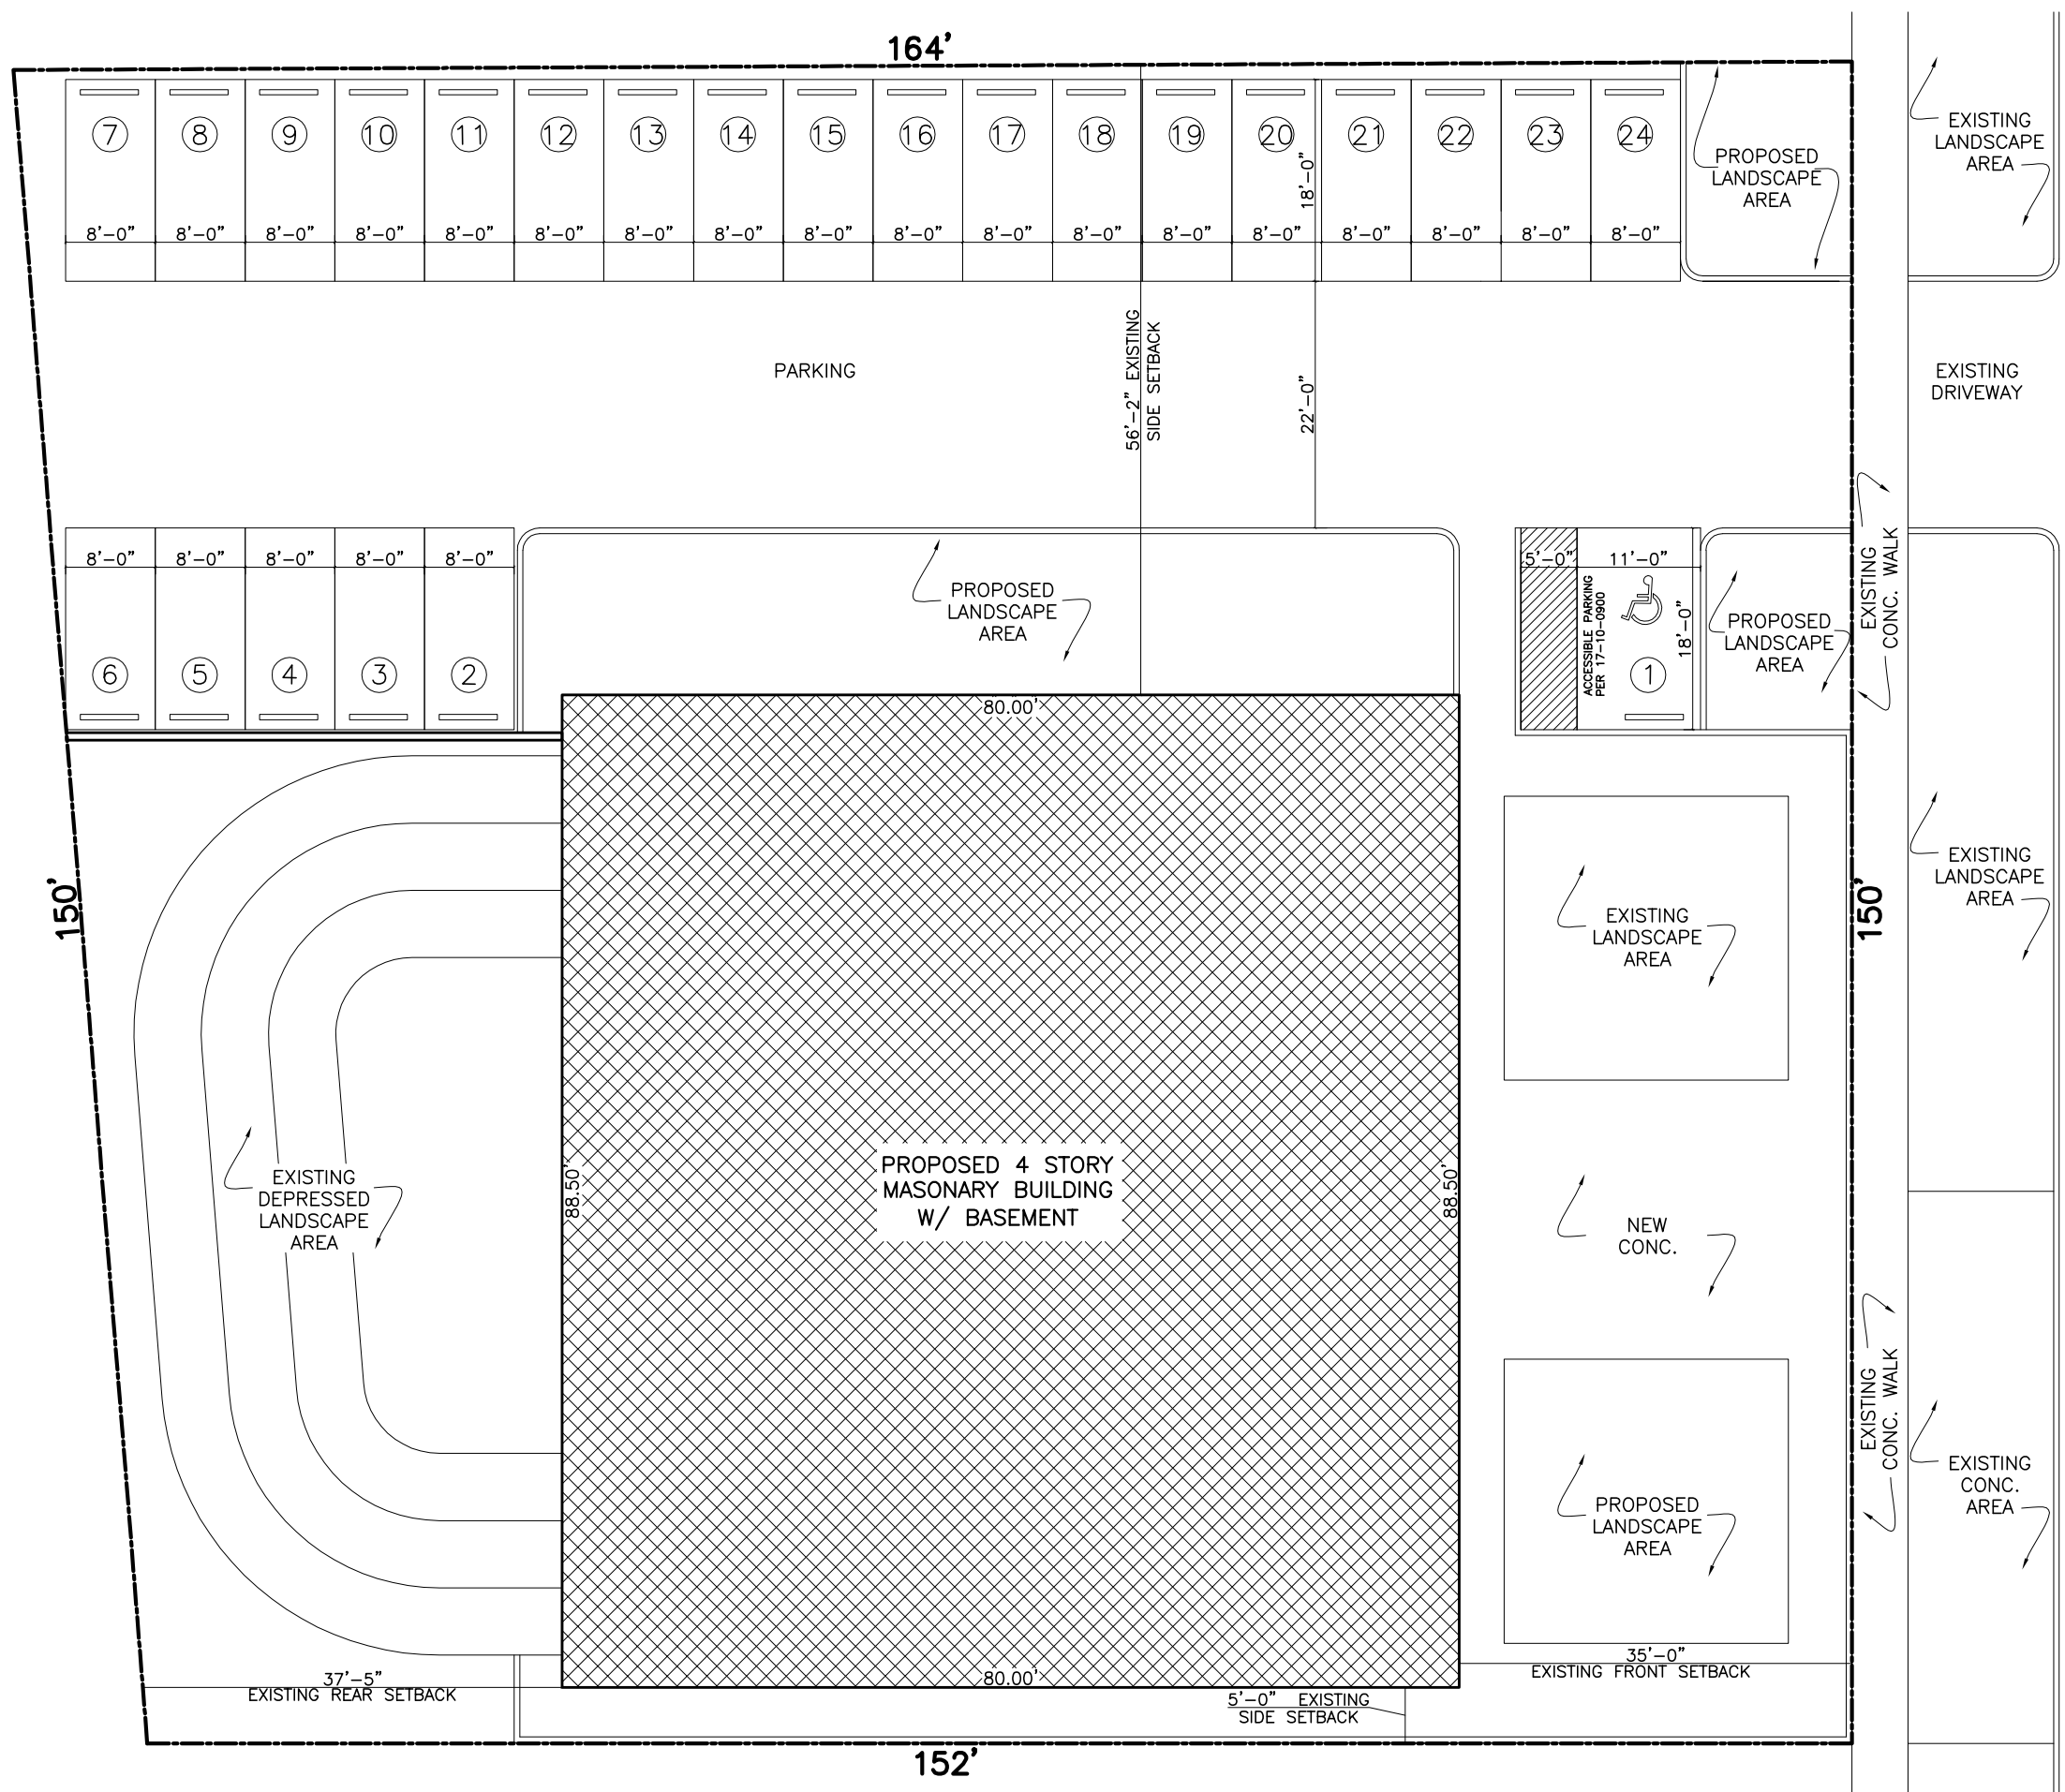 164'
7 8 9 10 11 12 13 14 15 16 17 18 19 20 21 22 23 24
8'-0" 8'-0" 8'-0" 8'-0" 8'-0" 8'-0" 8'-0" 8'-0" 8'-0" 8'-0" 8'-0" 8'-0" 8'-0" 8'-0" 8'-0" 8'-0" 8'-0" 8'-0"
18'-0"
PROPOSED
LANDSCAPE
AREA
EXISTING
LANDSCAPE
AREA
PARKING
56'-2" EXISTING
SIDE SETBACK
22'-0"
EXISTING
DRIVEWAY
8'-0" 8'-0" 8'-0" 8'-0" 8'-0"
6 5 4 3 2
PROPOSED
LANDSCAPE
AREA
5'-0" 11'-0"
ACCESSIBLE PARKING
PER 17-10-0900
1
18'-0"
PROPOSED
LANDSCAPE
AREA
EXISTING
CONC. WALK
80.00'
150'
150'
EXISTING
LANDSCAPE
AREA
EXISTING
LANDSCAPE
AREA
EXISTING
DEPRESSED
LANDSCAPE
AREA
88.50'
PROPOSED 4 STORY
MASONARY BUILDING
W/ BASEMENT
88.50'
NEW
CONC.
EXISTING
CONC. WALK
PROPOSED
LANDSCAPE
AREA
EXISTING
CONC.
AREA
37'-5"
EXISTING REAR SETBACK
80.00'
35'-0"
EXISTING FRONT SETBACK
5'-0" EXISTING
SIDE SETBACK
152'